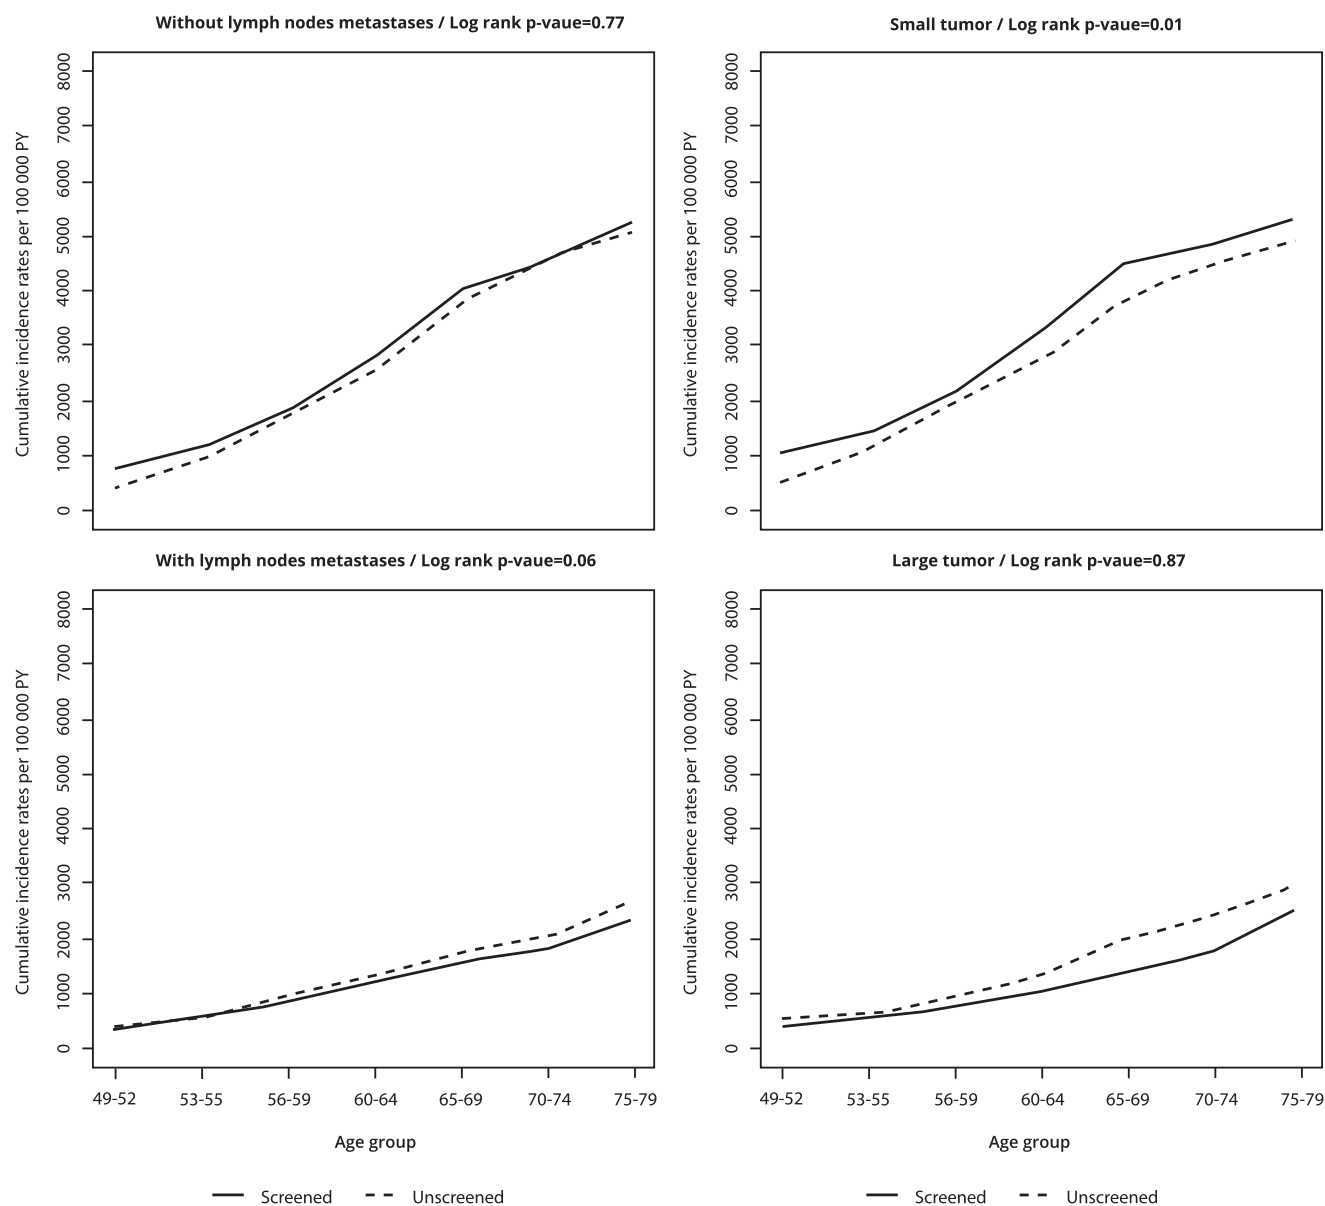 Without lymph nodes metastases / Log rank p-vaue=0.77
Cumulative incidence rates per 100 000 PY
8000
7000
6000
5000
4000
3000
2000
1000
0
Small tumor / Log rank p-vaue=0.01
Cumulative incidence rates per 100 000 PY
8000
7000
6000
5000
4000
3000
2000
1000
0
With lymph nodes metastases / Log rank p-vaue=0.06
Cumulative incidence rates per 100 000 PY
8000
7000
6000
5000
4000
3000
2000
1000
0
49-52 53-55 56-59 60-64 65-69 70-74 75-79
Age group
Screened Unscreened
Large tumor / Log rank p-vaue=0.87
Cumulative incidence rates per 100 000 PY
8000
7000
6000
5000
4000
3000
2000
1000
0
49-52 53-55 56-59 60-64 65-69 70-74 75-79
Age group
Screened Unscreened